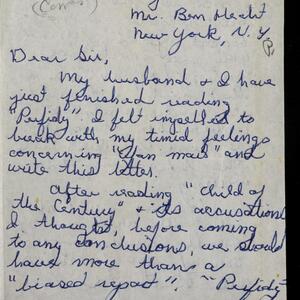 (Comas)
Mr. Ben Hecht
New York, N.Y.
Dear Sir,
My husband & I have
just finished reading
"Perfidy". I felt impelled to
break with my timid feelings
concerning "fan mail" and
write this letter.
After reading "Child of
the Century" & its accusations
I thought, before coming
to any conclusions, we should
have more than a
"biased report". "Perfidy"